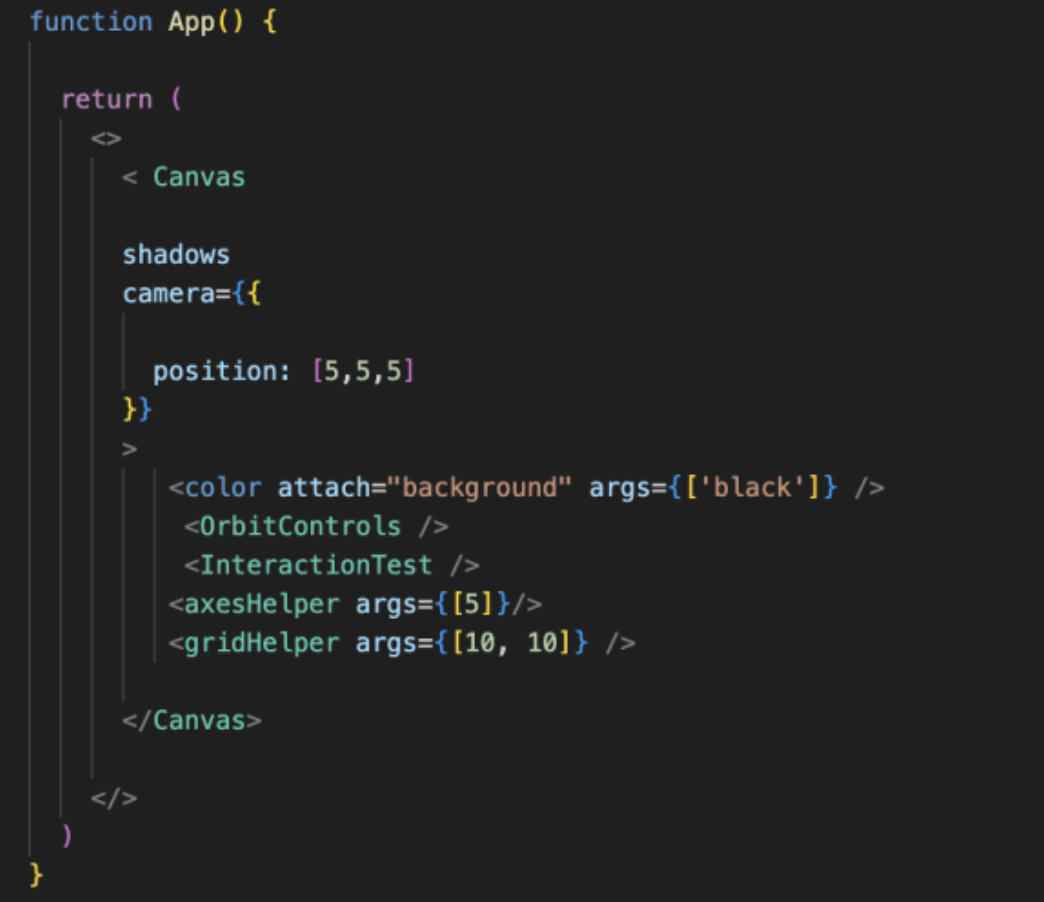 function App() {
return (
<>
< Canvas
shadows
camera={{
position: [5,5,5]
}}
>
<color attach="background" args={['black']} />
<OrbitControls />
<InteractionTest />
<axesHelper args={[5]}/>
<gridHelper args={[10, 10]} />
</Canvas>
</>
)
}